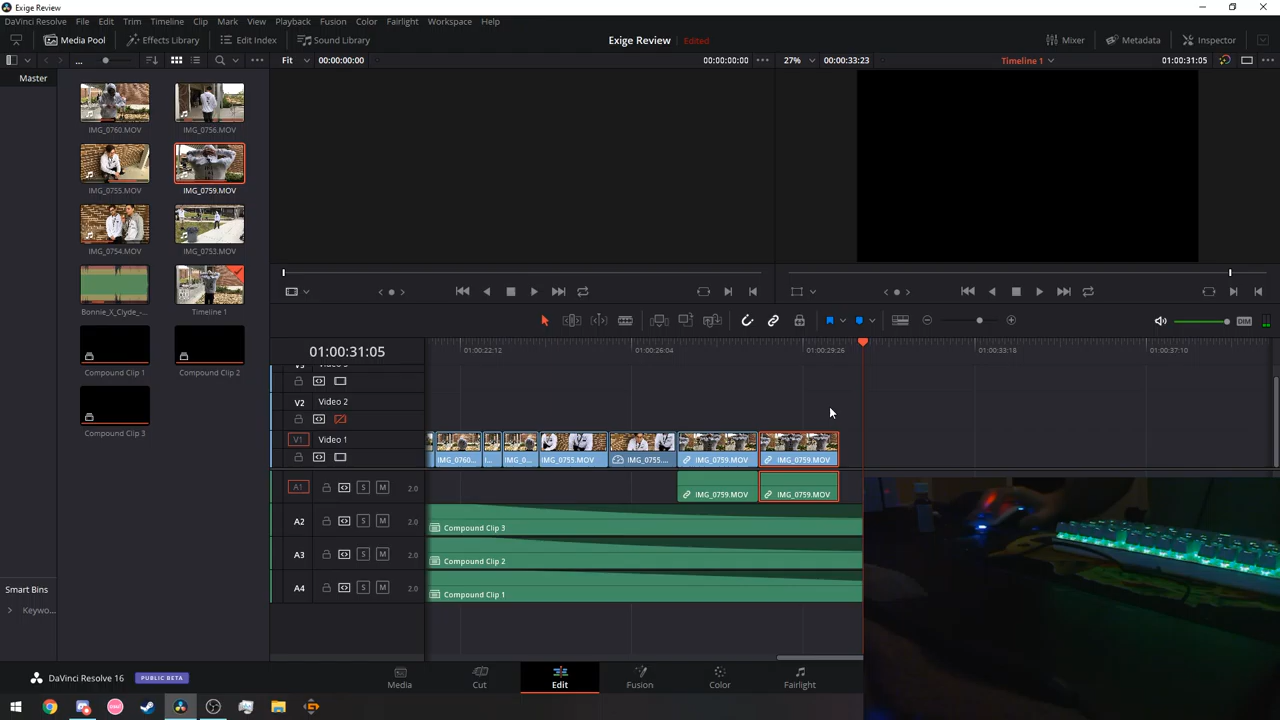 Exige Review
DaVinci Resolve File Edit Trim Timeline Clip Mark View Playback Fusion Color Fairlight Workspace Help
Media Pool Effects Library Edit Index Sound Library Exige Review Edited Mixer Metadata Inspector
... Fit 00:00:00:00 00:00:00:00 27% 00:00:33:23 Timeline 1 01:00:31:05
Master
IMG_0760.MOV IMG_0756.MOV
IMG_0755.MOV IMG_0759.MOV
IMG_0754.MOV IMG_0753.MOV
Bonnie_X_Clyde_-... Timeline 1
Compound Clip 1 Compound Clip 2
Compound Clip 3
DIM
01:00:31:05 01:00:22:12 01:00:26:04 01:00:29:26 01:00:33:18 01:00:37:10
V2 Video 2
V1 Video 1
IMG_0760... I... IMG_0... IMG_0755.MOV IMG_0755.... IMG_0759.MOV IMG_0759.MOV
A1 S M 2.0 IMG_0759.MOV IMG_0759.MOV
A2 S M 2.0 Compound Clip 3
A3 S M 2.0 Compound Clip 2
A4 S M 2.0 Compound Clip 1
Smart Bins
Keywo...
DaVinci Resolve 16 PUBLIC BETA Media Cut Edit Fusion Color Fairlight